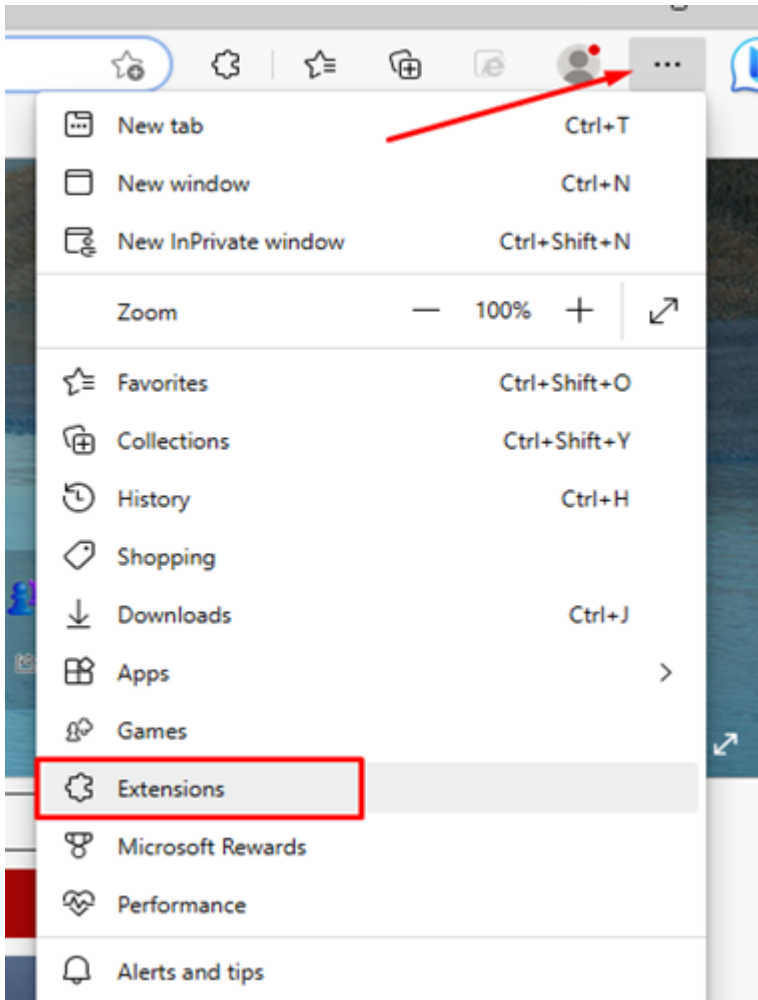 New tab Ctrl+T
New window Ctrl+N
New InPrivate window Ctrl+Shift+N
Zoom 100%
Favorites Ctrl+Shift+O
Collections Ctrl+Shift+Y
History Ctrl+H
Shopping
Downloads Ctrl+J
Apps
Games
Extensions
Microsoft Rewards
Performance
Alerts and tips